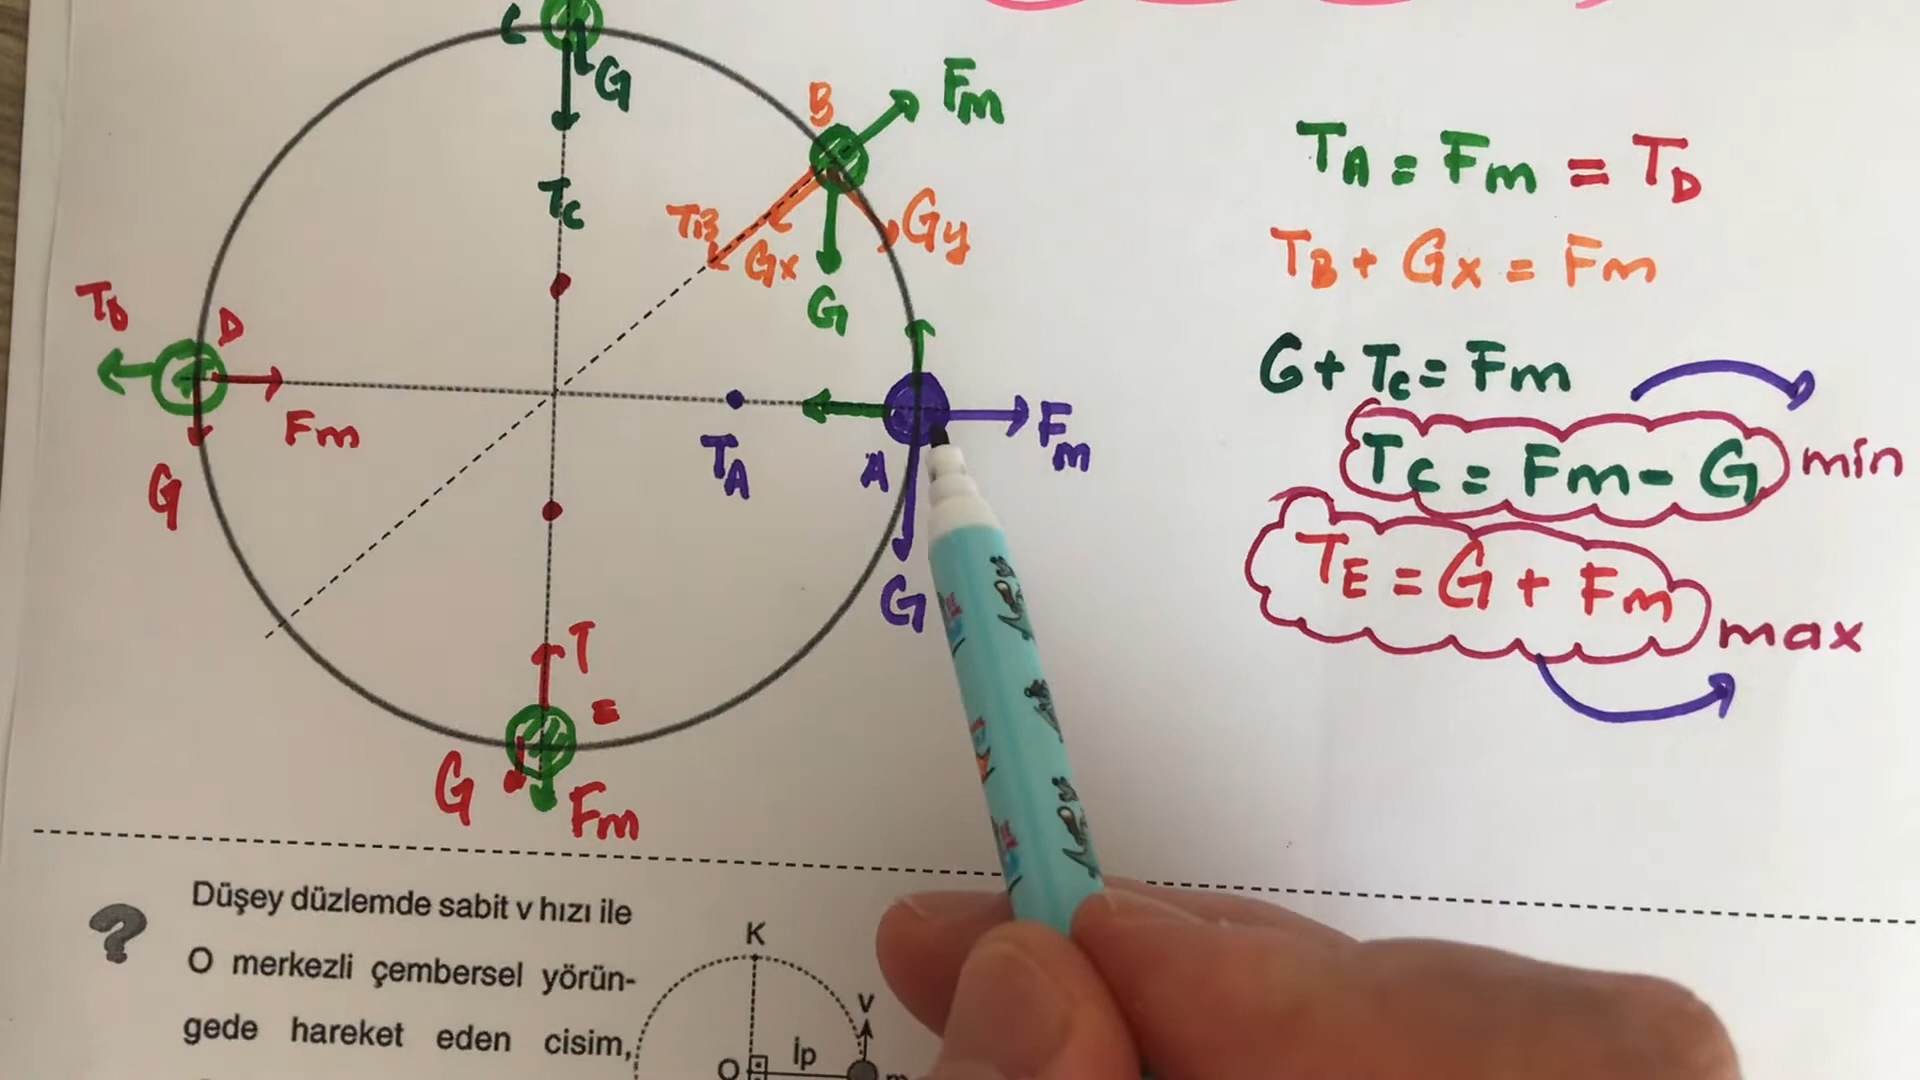 C
G
Fm
B
TC
TB
Gx
Gy
G
TD
D
Fm
G
TA
A
Fm
G
T
=
G
Fm
TA = Fm = TD
TB + Gx = Fm
G + TC = Fm
TC = Fm - G min
TE = G + Fm max
?
Düşey düzlemde sabit v hızı ile
O merkezli çembersel yörün-
gede hareket eden cisim,
K
V
O
İp